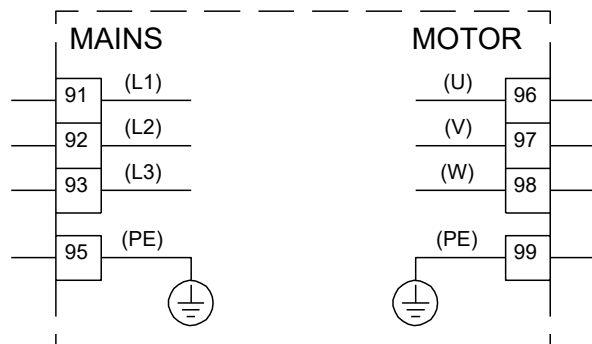 MAINS MOTOR
91 (L1) (U) 96
92 (L2) (V) 97
93 (L3) (W) 98
95 (PE) (PE) 99